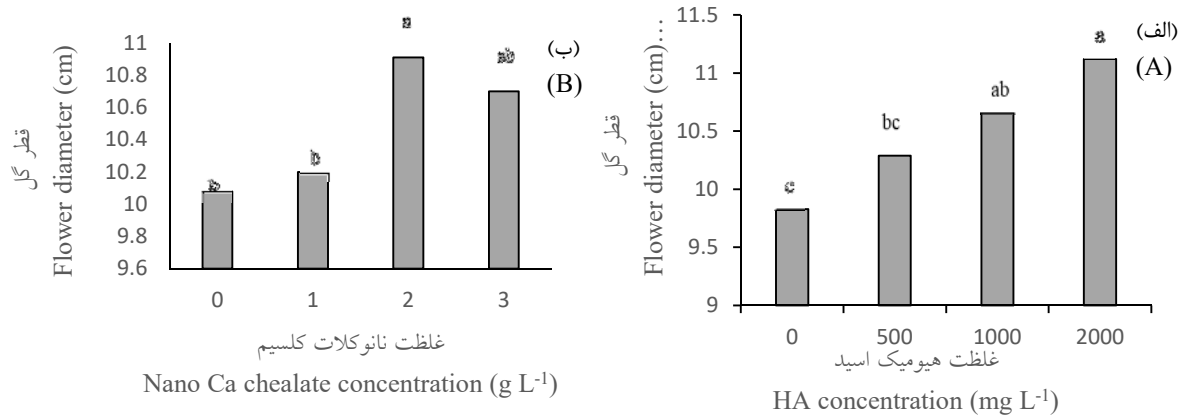 (ب)
(B)
a
ab
b
b
11
10.8
10.6
10.4
10.2
10
9.8
9.6
قطر گل
Flower diameter (cm)
0 1 2 3
غلظت نانوکلات کلسیم
Nano Ca chealate concentration (g L-1)
(الف)
(A)
a
ab
bc
c
11.5
11
10.5
10
9.5
9
قطر گل
Flower diameter (cm)...
0 500 1000 2000
غلظت هیومیک اسید
HA concentration (mg L-1)